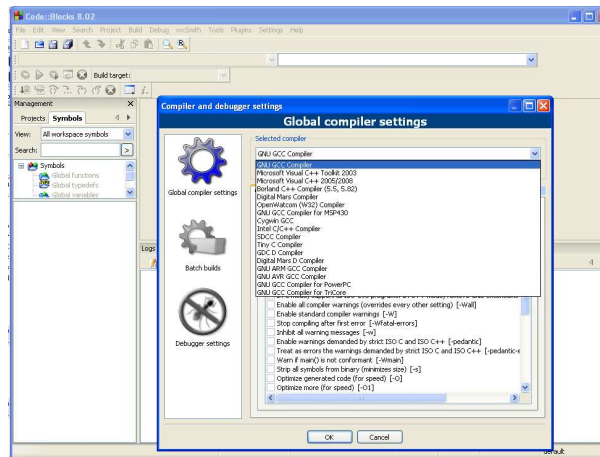 Code::Blocks 8.02
File Edit View Search Project Build Debug wxSmith Tools Plugins Settings Help
Build target:
Management
Projects Symbols
View: All workspace symbols
Search:
>
Symbols
Global functions
Global typedefs
Global variables
Logs
Compiler and debugger settings
Global compiler settings
Global compiler settings
Batch builds
Debugger settings
Selected compiler
GNU GCC Compiler
GNU GCC Compiler
Microsoft Visual C++ Toolkit 2003
Microsoft Visual C++ 2005/2008
Borland C++ Compiler (5.5, 5.82)
Digital Mars Compiler
OpenWatcom (W32) Compiler
GNU GCC Compiler for MSP430
Cygwin GCC
Intel C/C++ Compiler
SDCC Compiler
Tiny C Compiler
GDC D Compiler
Digital Mars D Compiler
GNU ARM GCC Compiler
GNU AVR GCC Compiler
GNU GCC Compiler for PowerPC
GNU GCC Compiler for TriCore
Enable all compiler warnings (overrides every other setting) [-Wall]
Enable standard compiler warnings [-W]
Stop compiling after first error [-Wfatal-errors]
Inhibit all warning messages [-w]
Enable warnings demanded by strict ISO C and ISO C++ [-pedantic]
Treat as errors the warnings demanded by strict ISO C and ISO C++ [-pedantic-e
Warn if main() is not conformant [-Wmain]
Strip all symbols from binary (minimizes size) [-s]
Optimize generated code (for speed) [-O]
Optimize more (for speed) [-O1]
OK Cancel
default